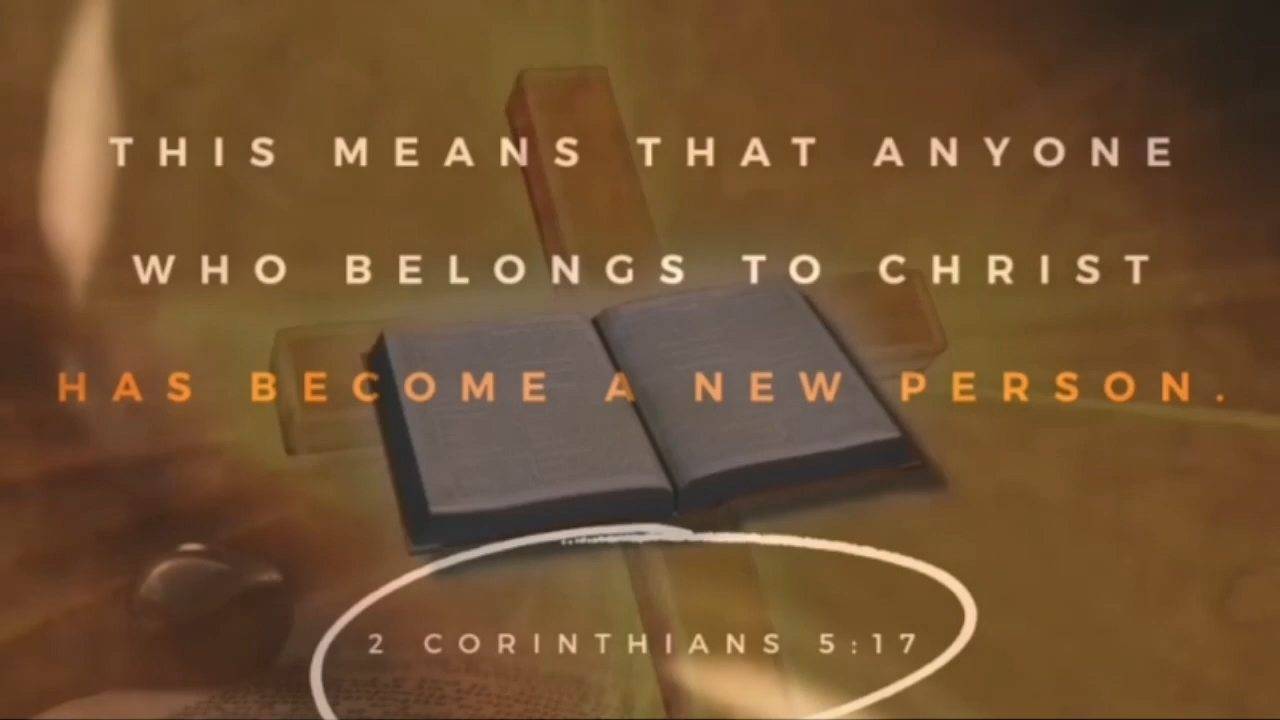 THIS MEANS THAT ANYONE
WHO BELONGS TO CHRIST
HAS BECOME A NEW PERSON.
2 CORINTHIANS 5:17